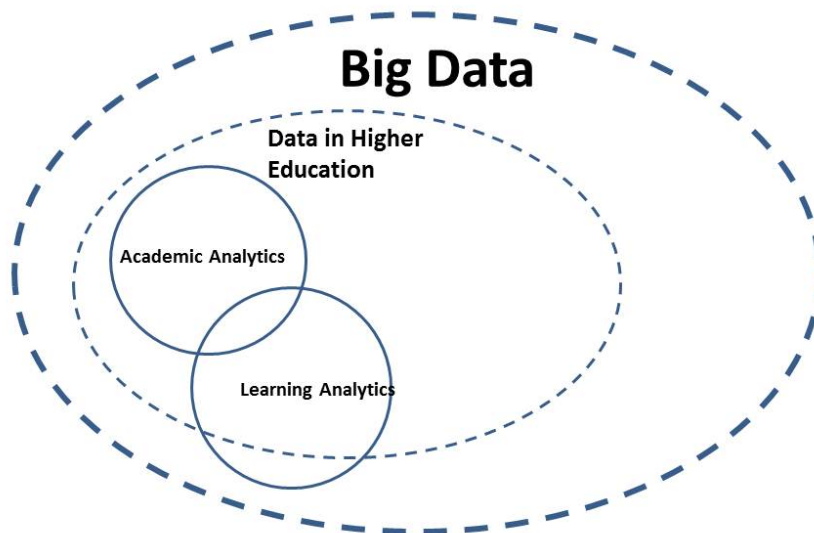 Big Data
Data in Higher
Education
Academic Analytics
Learning Analytics